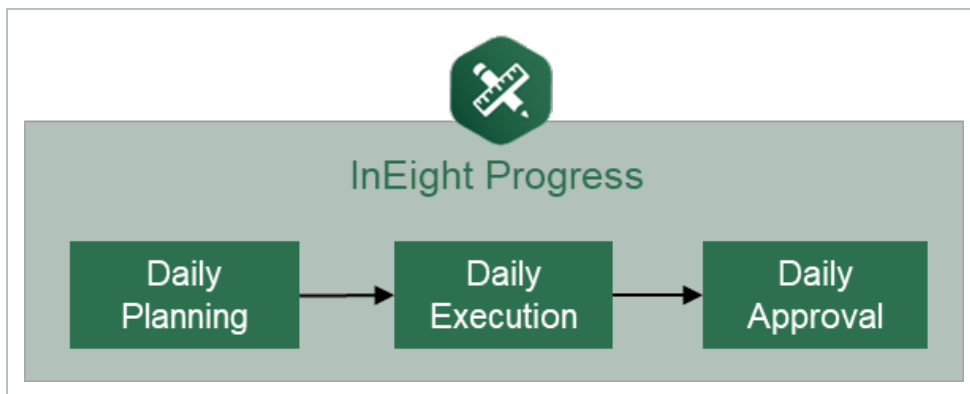 InEight Progress
Daily
Planning
Daily
Execution
Daily
Approval